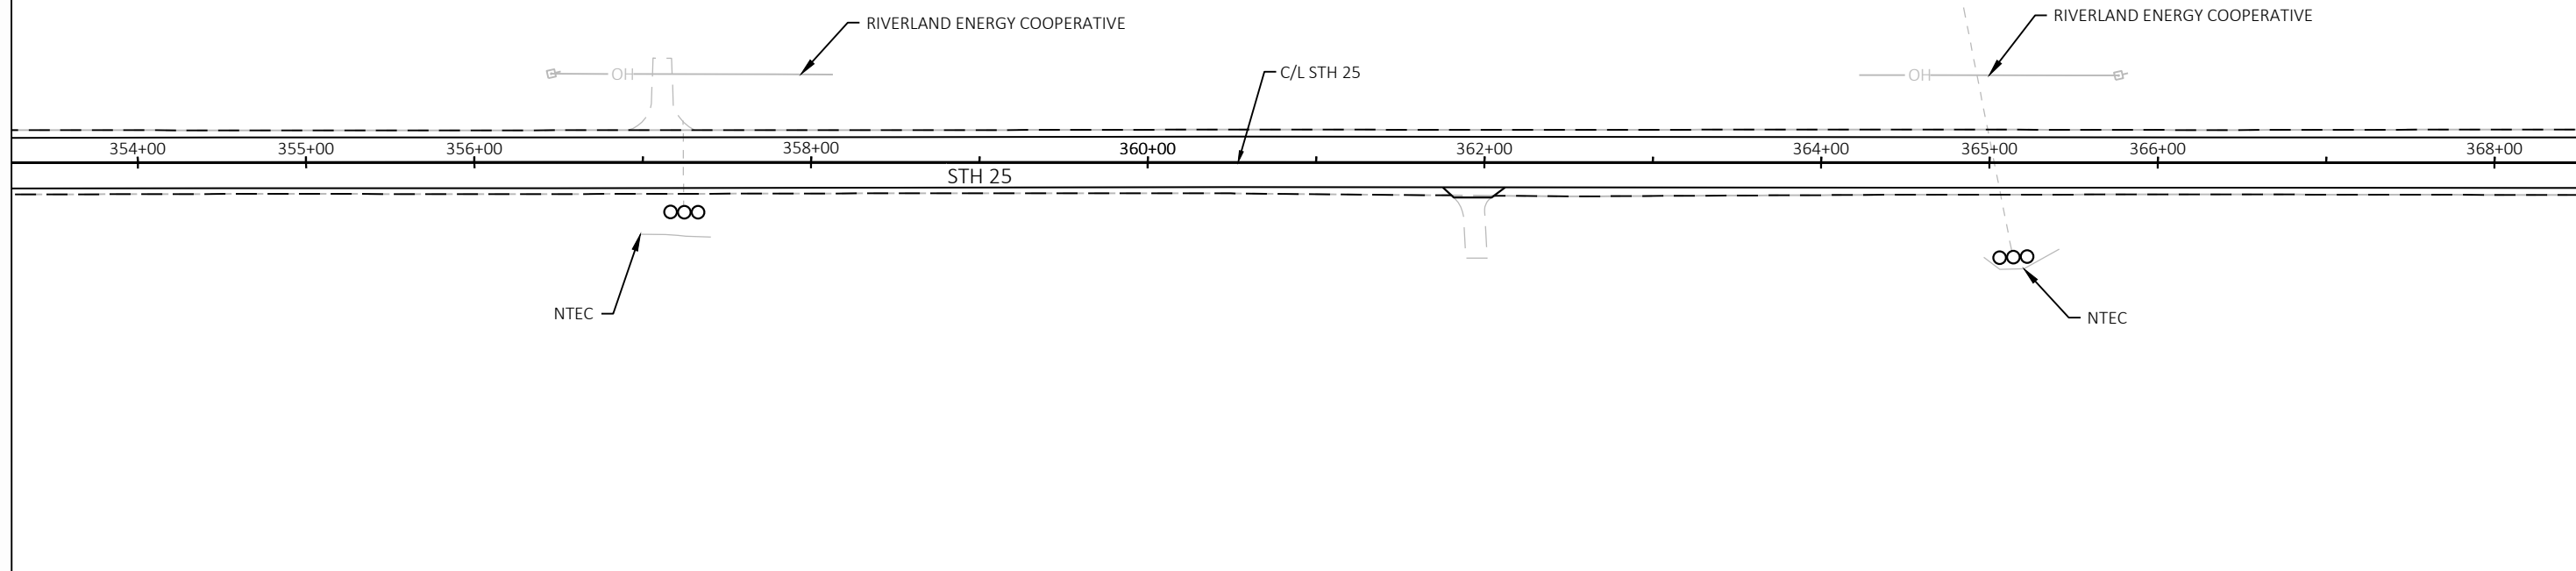 RIVERLAND ENERGY COOPERATIVE
RIVERLAND ENERGY COOPERATIVE
OH
C/L STH 25
OH
354+00 355+00 356+00 358+00 360+00 362+00 364+00 365+00 366+00 368+00
STH 25
NTEC
NTEC